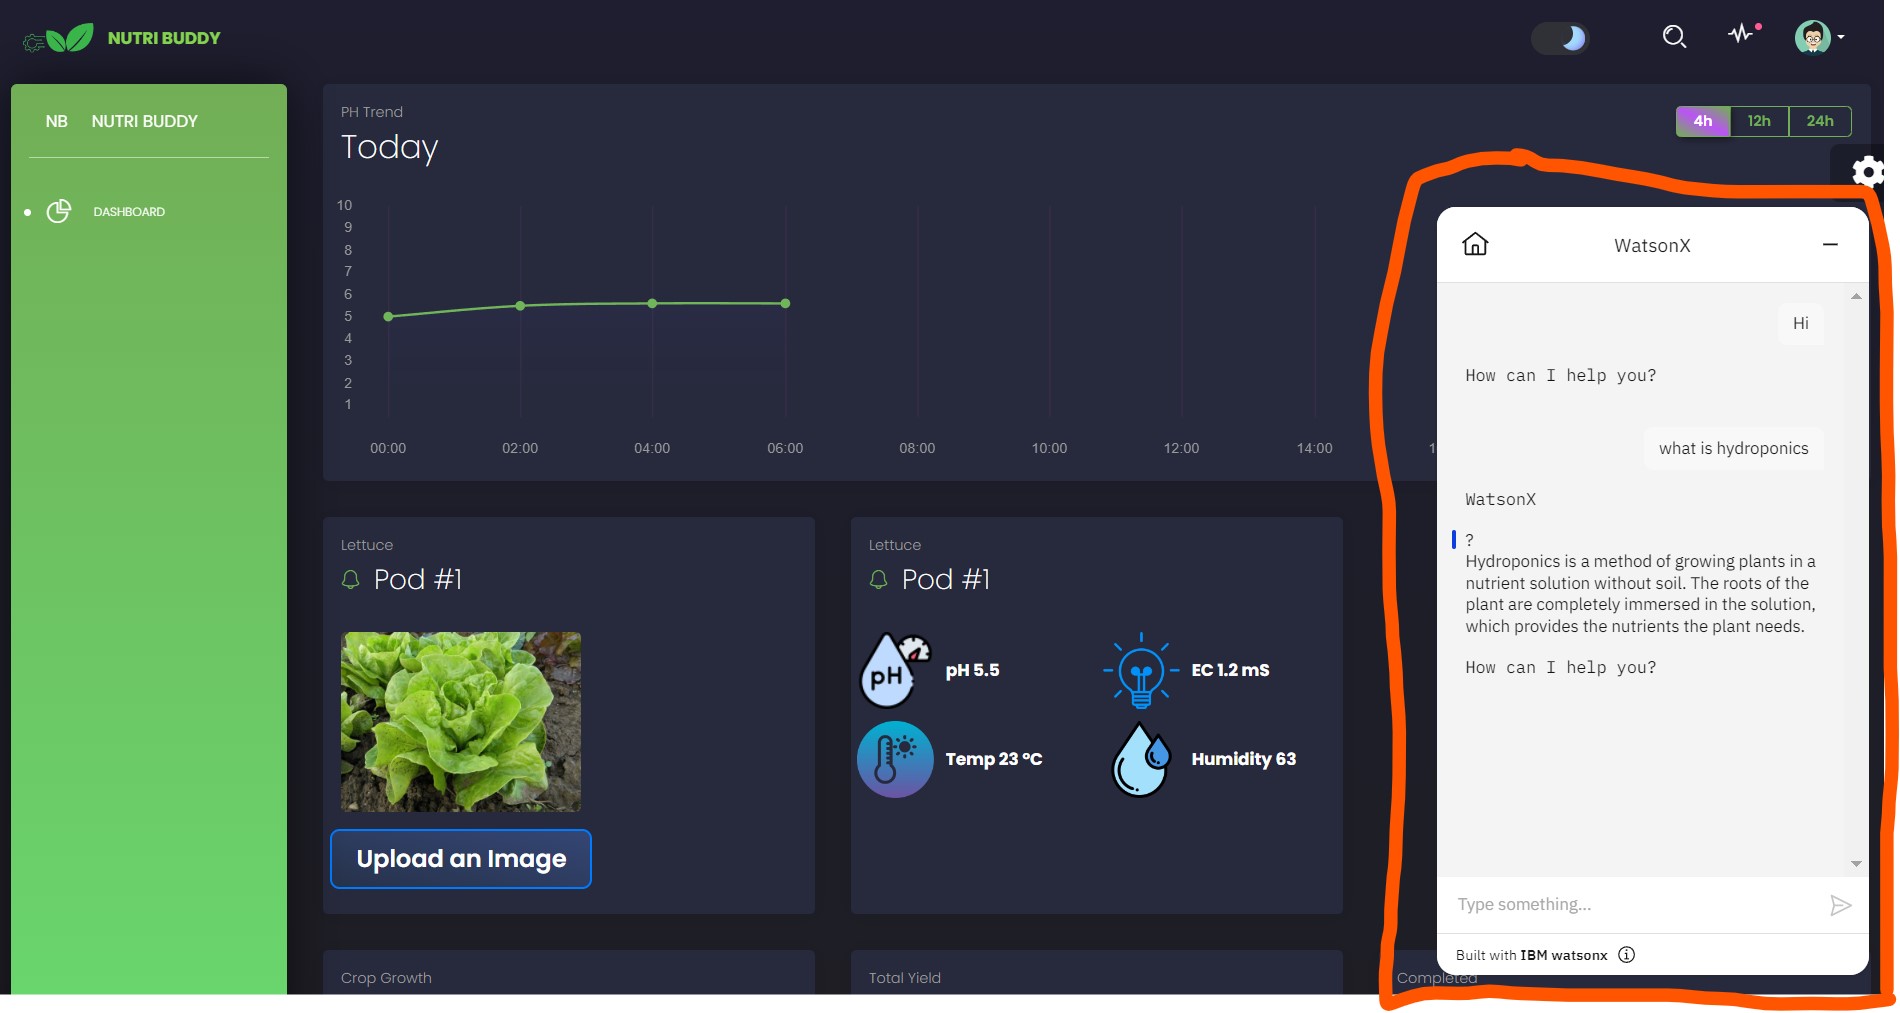 NUTRI BUDDY
NB NUTRI BUDDY
DASHBOARD
PH Trend
Today
4h 12h 24h
10
9
8
7
6
5
4
3
2
1
00:00 02:00 04:00 06:00 08:00 10:00 12:00 14:00 1
Lettuce
Pod #1
Upload an Image
Lettuce
Pod #1
pH
pH 5.5
EC 1.2 mS
Temp 23 °C
Humidity 63
Crop Growth
Total Yield
Completed
WatsonX
Hi
How can I help you?
what is hydroponics
WatsonX
?
Hydroponics is a method of growing plants in a
nutrient solution without soil. The roots of the
plant are completely immersed in the solution,
which provides the nutrients the plant needs.
How can I help you?
Type something...
Built with IBM watsonx